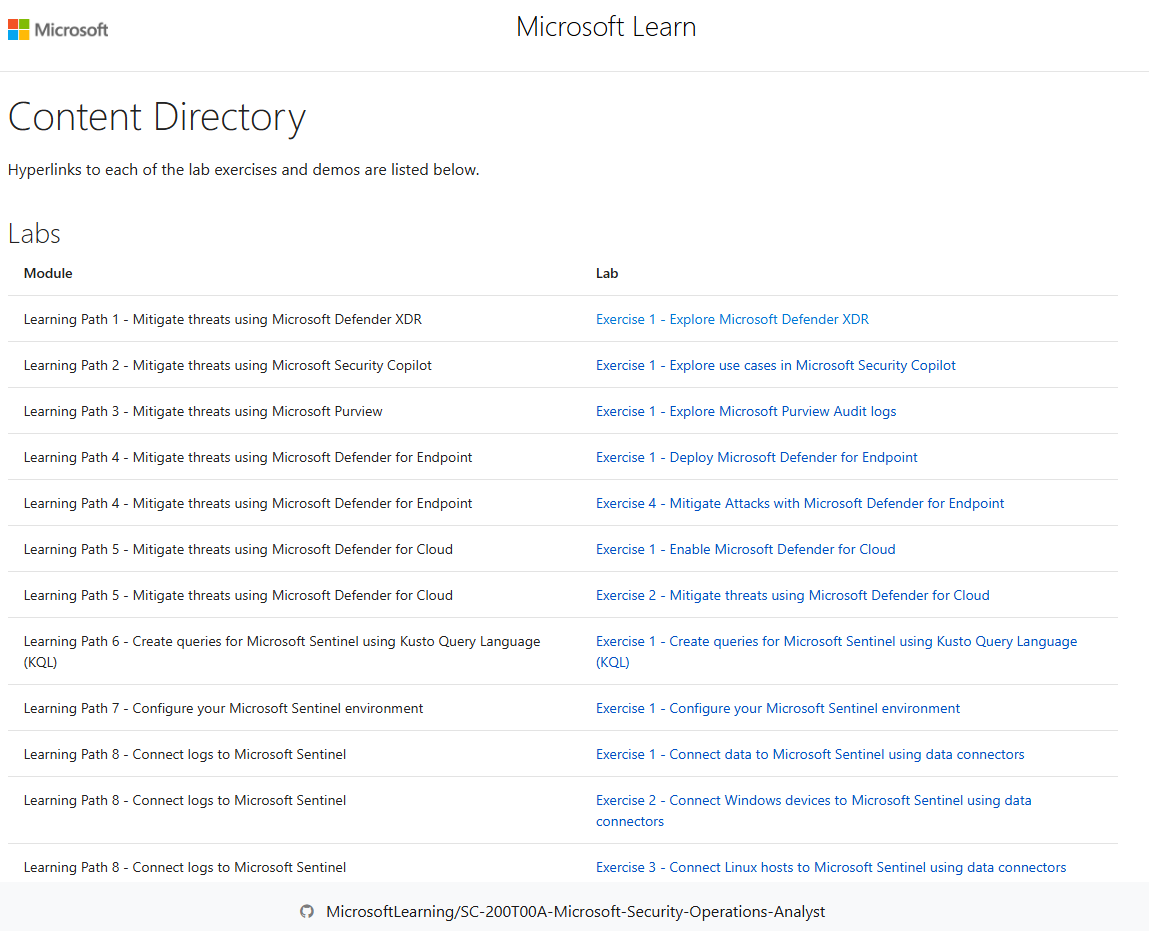 Microsoft
Microsoft Learn
Content Directory
Hyperlinks to each of the lab exercises and demos are listed below.
Labs
Module Lab
Learning Path 1 - Mitigate threats using Microsoft Defender XDR Exercise 1 - Explore Microsoft Defender XDR
Learning Path 2 - Mitigate threats using Microsoft Security Copilot Exercise 1 - Explore use cases in Microsoft Security Copilot
Learning Path 3 - Mitigate threats using Microsoft Purview Exercise 1 - Explore Microsoft Purview Audit logs
Learning Path 4 - Mitigate threats using Microsoft Defender for Endpoint Exercise 1 - Deploy Microsoft Defender for Endpoint
Learning Path 4 - Mitigate threats using Microsoft Defender for Endpoint Exercise 4 - Mitigate Attacks with Microsoft Defender for Endpoint
Learning Path 5 - Mitigate threats using Microsoft Defender for Cloud Exercise 1 - Enable Microsoft Defender for Cloud
Learning Path 5 - Mitigate threats using Microsoft Defender for Cloud Exercise 2 - Mitigate threats using Microsoft Defender for Cloud
Learning Path 6 - Create queries for Microsoft Sentinel using Kusto Query Language
(KQL)
Exercise 1 - Create queries for Microsoft Sentinel using Kusto Query Language
(KQL)
Learning Path 7 - Configure your Microsoft Sentinel environment Exercise 1 - Configure your Microsoft Sentinel environment
Learning Path 8 - Connect logs to Microsoft Sentinel Exercise 1 - Connect data to Microsoft Sentinel using data connectors
Learning Path 8 - Connect logs to Microsoft Sentinel Exercise 2 - Connect Windows devices to Microsoft Sentinel using data
connectors
Learning Path 8 - Connect logs to Microsoft Sentinel Exercise 3 - Connect Linux hosts to Microsoft Sentinel using data connectors
MicrosoftLearning/SC-200T00A-Microsoft-Security-Operations-Analyst